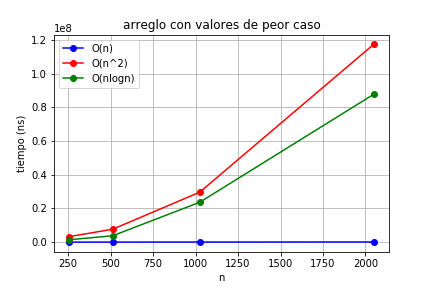 arreglo con valores de peor caso
1e8
O(n)
O(n^2)
O(nlogn)
1.2
1.0
0.8
0.6
0.4
0.2
0.0
tiempo (ns)
250 500 750 1000 1250 1500 1750 2000
n